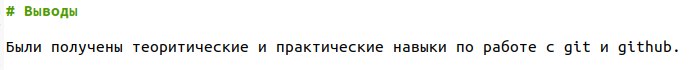 # Выводы
Были получены теоритические и практические навыки по работе с git и github.